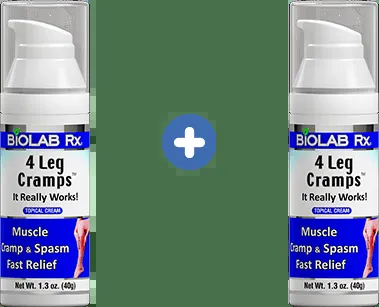 BiOLAB Rx
4 Leg
Cramps™
It Really Works!
TOPICAL CREAM
Muscle
Cramp & Spasm
Fast Relief
Net Wt. 1.3 oz. (40g)
BiOLAB Rx
4 Leg
Cramps™
It Really Works!
TOPICAL CREAM
Muscle
Cramp & Spasm
Fast Relief
Net Wt. 1.3 oz. (40g)